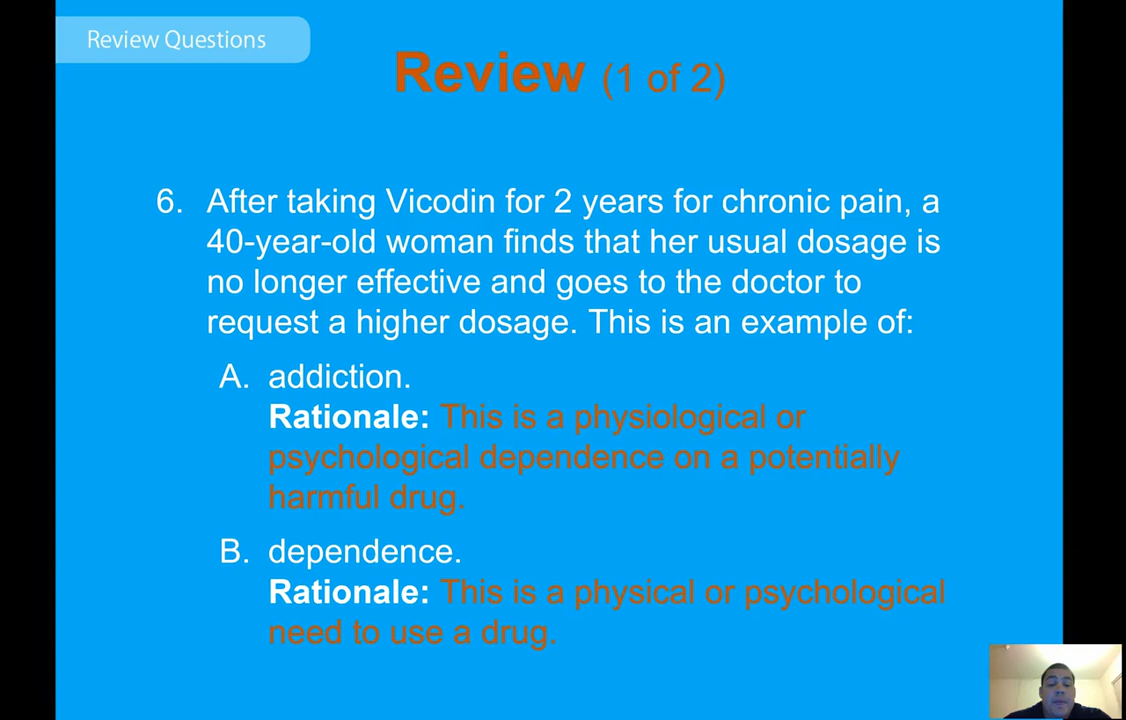 Review Questions
Review (1 of 2)
6. After taking Vicodin for 2 years for chronic pain, a
40-year-old woman finds that her usual dosage is
no longer effective and goes to the doctor to
request a higher dosage. This is an example of:
A. addiction.
Rationale: This is a physiological or
psychological dependence on a potentially
harmful drug.
B. dependence.
Rationale: This is a physical or psychological
need to use a drug.